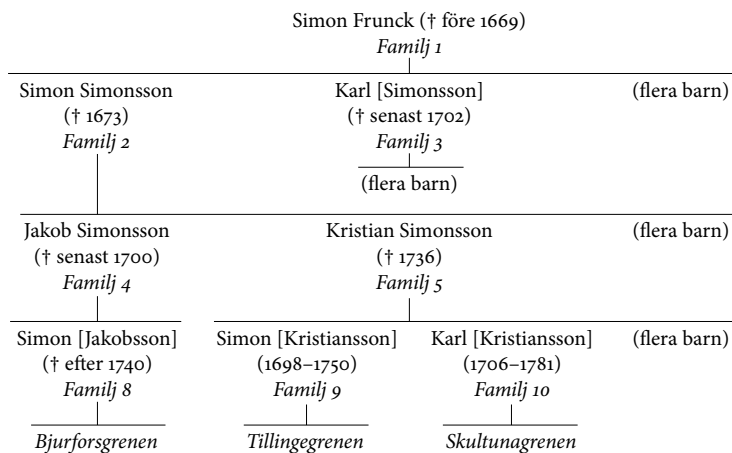 Simon Frunck († före 1669)
Familj 1
Simon Simonsson Karl [Simonsson] (flera barn)
(† 1673) († senast 1702)
Familj 2 Familj 3
(flera barn)
Jakob Simonsson Kristian Simonsson (flera barn)
(† senast 1700) († 1736)
Familj 4 Familj 5
Simon [Jakobsson] Simon [Kristiansson] Karl [Kristiansson] (flera barn)
(† efter 1740) (1698–1750) (1706–1781)
Familj 8 Familj 9 Familj 10
Bjurforsgrenen Tillingegrenen Skultunagrenen